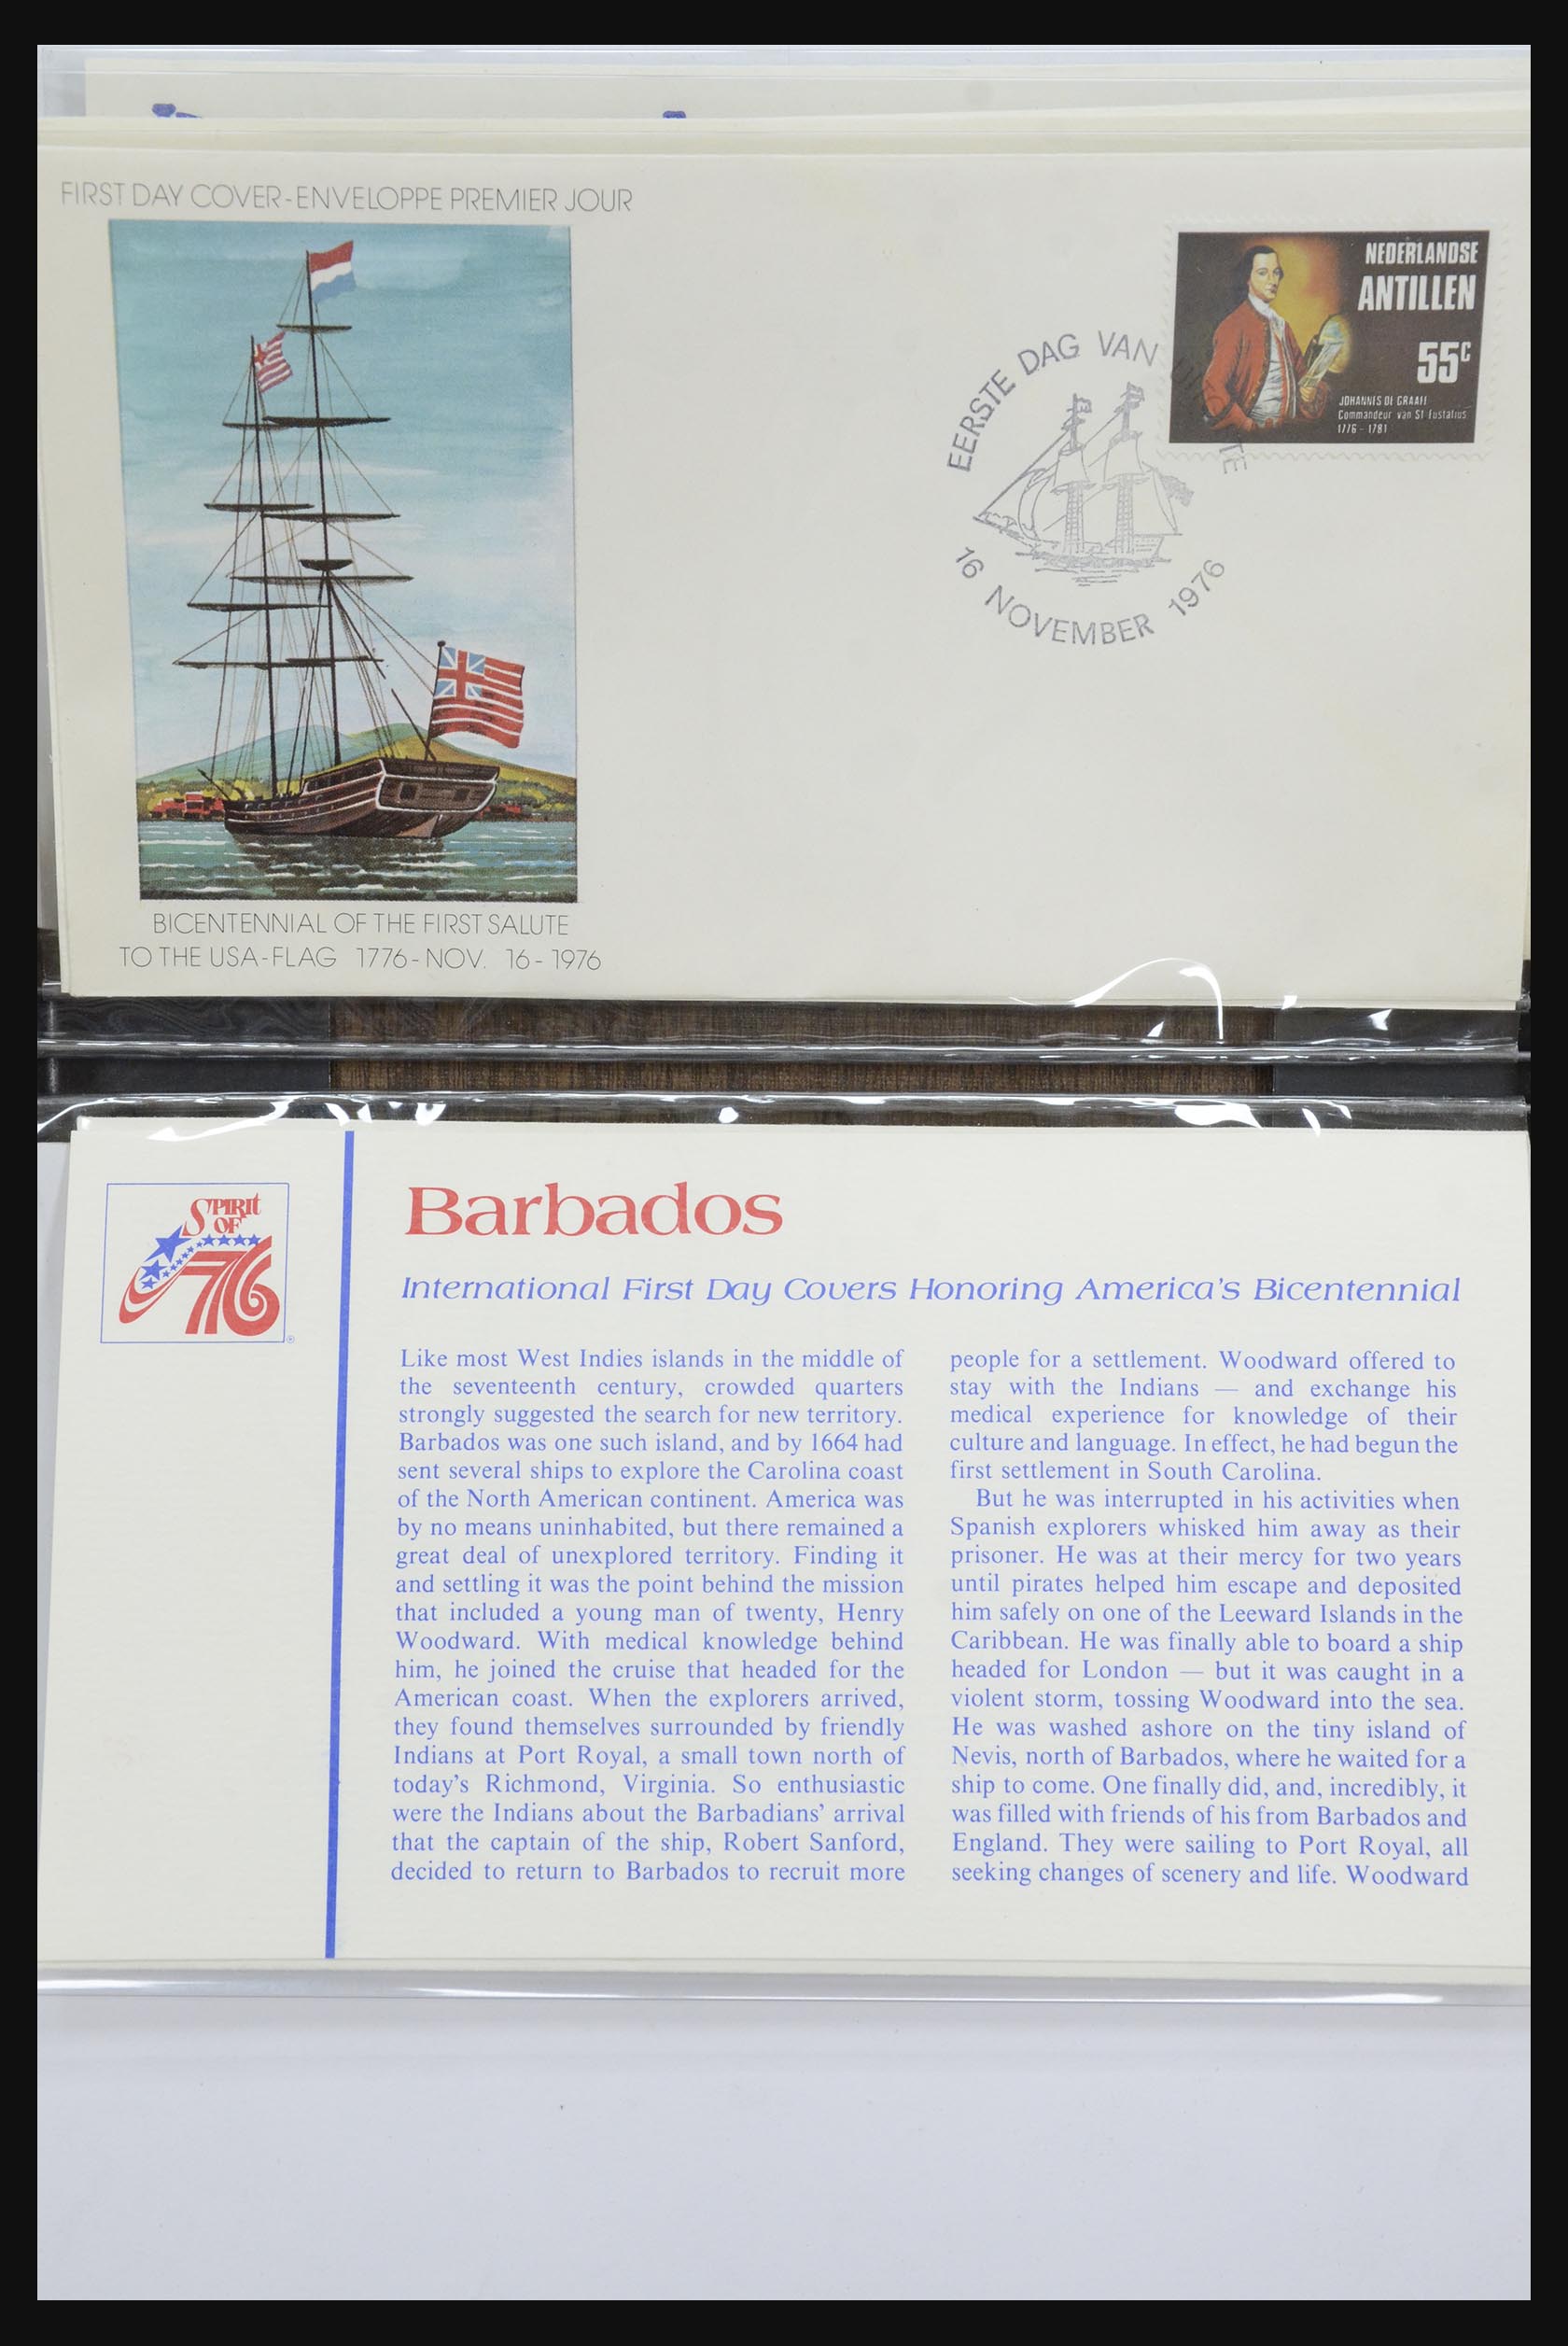 FIRST DAY COVER-ENVELOPPE PREMIER JOUR
NEDERLANDSE
ANTILLEN
55c
JOHANNES DE GRAAFF
Commandeur van St Eustatius
1776 - 1781
EERSTE DAG VAN
16 NOVEMBER 1976
BICENTENNIAL OF THE FIRST SALUTE
TO THE USA-FLAG 1776-NOV. 16-1976
SPIRIT
OF
76
Barbados
International First Day Covers Honoring America's Bicentennial
Like most West Indies islands in the middle of
the seventeenth century, crowded quarters
strongly suggested the search for new territory.
Barbados was one such island, and by 1664 had
sent several ships to explore the Carolina coast
of the North American continent. America was
by no means uninhabited, but there remained a
great deal of unexplored territory. Finding it
and settling it was the point behind the mission
that included a young man of twenty, Henry
Woodward. With medical knowledge behind
him, he joined the cruise that headed for the
American coast. When the explorers arrived,
they found themselves surrounded by friendly
Indians at Port Royal, a small town north of
today's Richmond, Virginia. So enthusiastic
were the Indians about the Barbadians' arrival
that the captain of the ship, Robert Sanford,
decided to return to Barbados to recruit more
people for a settlement. Woodward offered to
stay with the Indians — and exchange his
medical experience for knowledge of their
culture and language. In effect, he had begun the
first settlement in South Carolina.
But he was interrupted in his activities when
Spanish explorers whisked him away as their
prisoner. He was at their mercy for two years
until pirates helped him escape and deposited
him safely on one of the Leeward Islands in the
Caribbean. He was finally able to board a ship
headed for London — but it was caught in a
violent storm, tossing Woodward into the sea.
He was washed ashore on the tiny island of
Nevis, north of Barbados, where he waited for a
ship to come. One finally did, and, incredibly, it
was filled with friends of his from Barbados and
England. They were sailing to Port Royal, all
seeking changes of scenery and life. Woodward